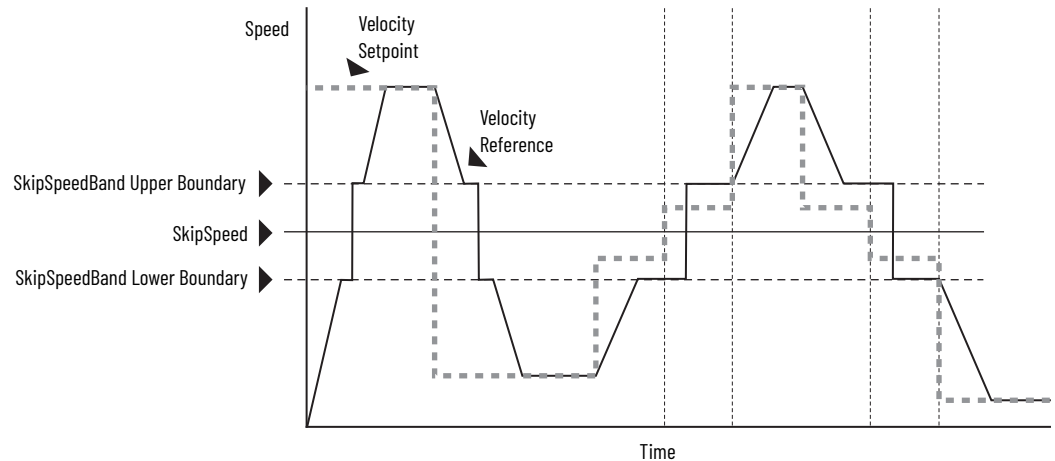 Speed
Velocity
Setpoint
Velocity
Reference
SkipSpeedBand Upper Boundary
SkipSpeed
SkipSpeedBand Lower Boundary
Time